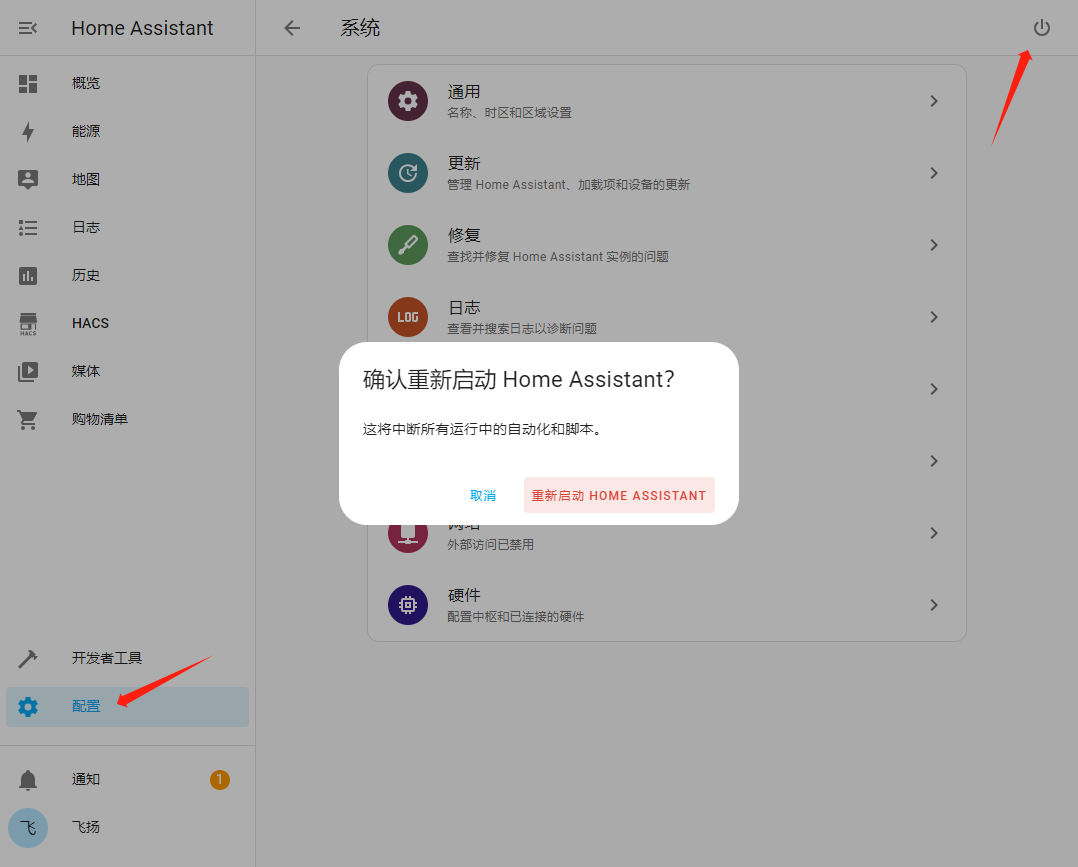 Home Assistant
系统
概览
能源
地图
日志
历史
HACS
HACS
媒体
购物清单
开发者工具
配置
通知
1
飞
飞扬
通用
名称、时区和区域设置
更新
管理 Home Assistant、加载项和设备的更新
修复
查找并修复 Home Assistant 实例的问题
LOG
日志
查看并搜索日志以诊断问题
确认重新启动 Home Assistant?
这将中断所有运行中的自动化和脚本。
取消
重新启动 HOME ASSISTANT
网络
外部访问已禁用
硬件
配置中枢和已连接的硬件